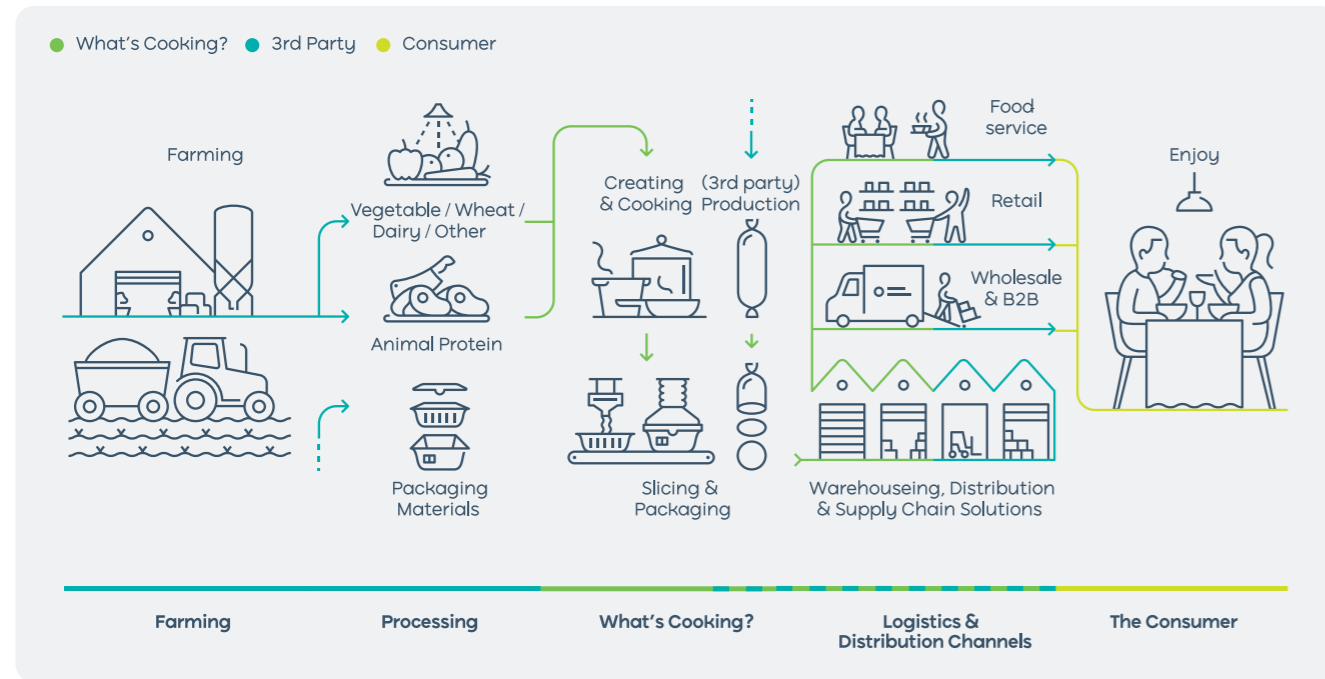 What's Cooking?
3rd Party
Consumer
Farming
Vegetable / Wheat /
Dairy / Other
Animal Protein
Packaging
Materials
Creating
& Cooking
(3rd party)
Production
Slicing &
Packaging
Food
service
Retail
Wholesale
& B2B
Warehouseing, Distribution
& Supply Chain Solutions
Enjoy
Farming
Processing
What's Cooking?
Logistics &
Distribution Channels
The Consumer